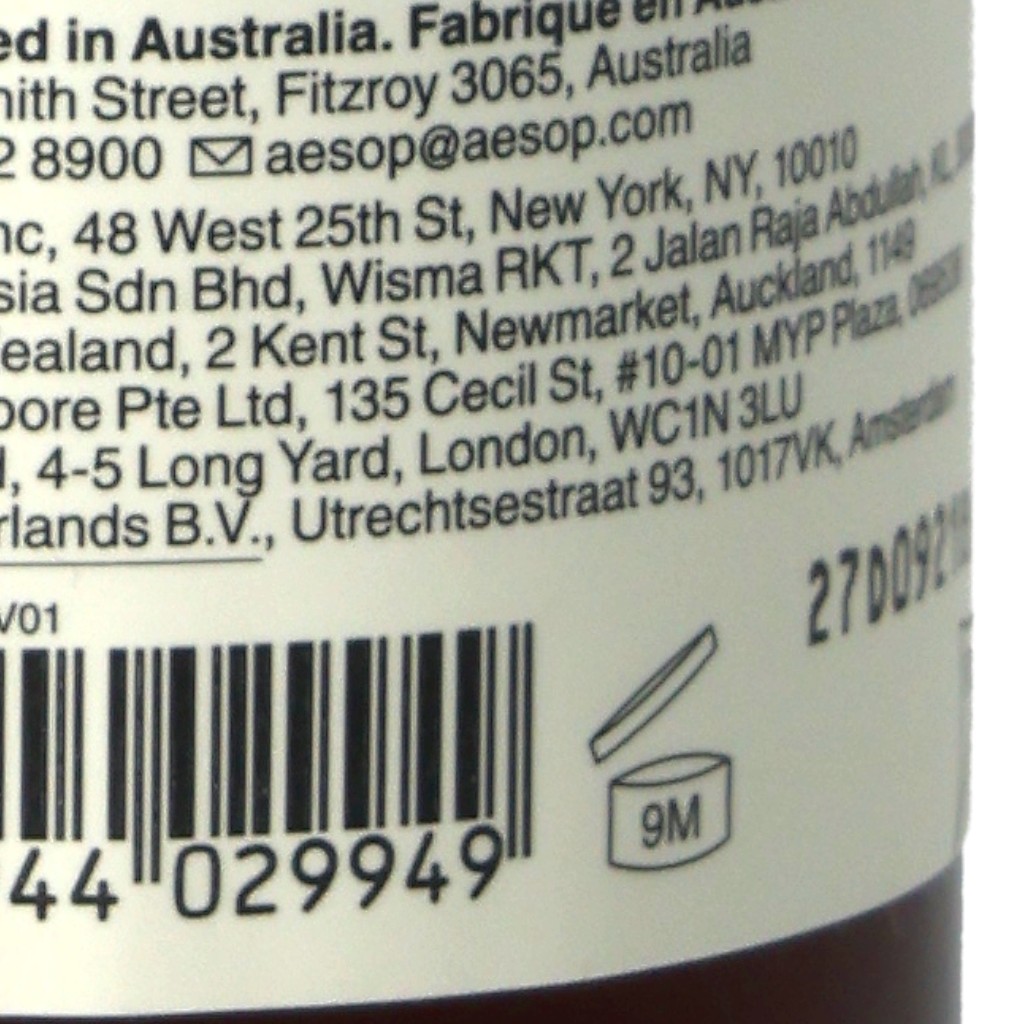 ed in Australia. Fabriqué en
Street, Fitzroy 3065, Australia
2 8900 aesop@aesop.com
nc, 48 West 25th St, New York, NY, 10010
sia Sdn Bhd, Wisma RKT, 2 Jalan Raja Abdullah, KL,
ealand, 2 Kent St, Newmarket, Auckland, 1149
pore Pte Ltd, 135 Cecil St, #10-01 MYP Plaza,
, 4-5 Long Yard, London, WC1N 3LU
rlands B.V., Utrechtsestraat 93, 1017VK, Amsterdam
27D092
V01
9M
44 029949